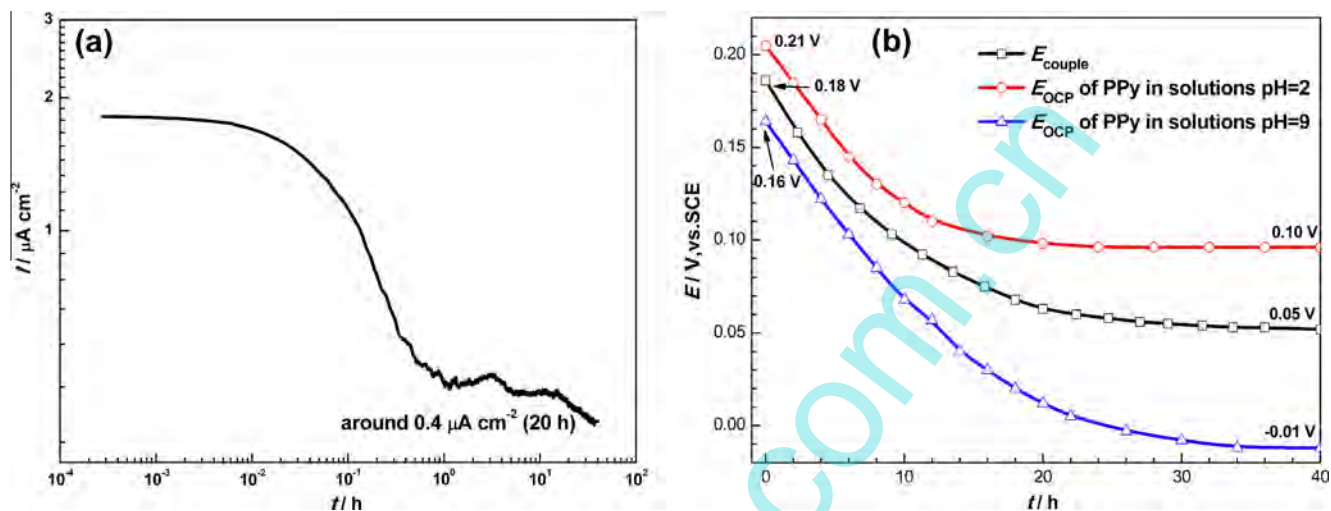 (a)
3
2
1
I / μA cm⁻²
around 0.4 μA cm⁻² (20 h)
10⁻⁴ 10⁻³ 10⁻² 10⁻¹ 10⁰ 10¹ 10²
t / h
(b)
0.20
0.15
0.10
0.05
0.00
E / V,vs.SCE
0.21 V
0.18 V
0.16 V
E couple
E OCP of PPy in solutions pH=2
E OCP of PPy in solutions pH=9
0.10 V
0.05 V
-0.01 V
0 10 20 30 40
t / h
com.cn